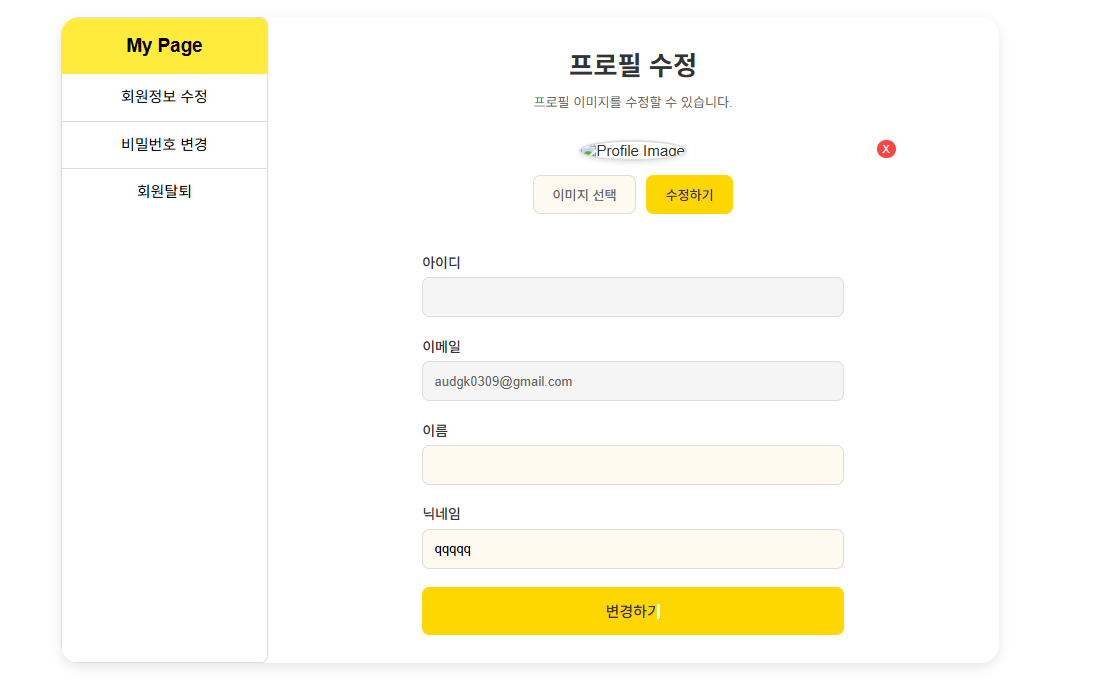 My Page
회원정보 수정
비밀번호 변경
회원탈퇴
프로필 수정
프로필 이미지를 수정할 수 있습니다.
Profile Image
X
이미지 선택
수정하기
아이디
이메일
audgk0309@gmail.com
이름
닉네임
qqqqq
변경하기